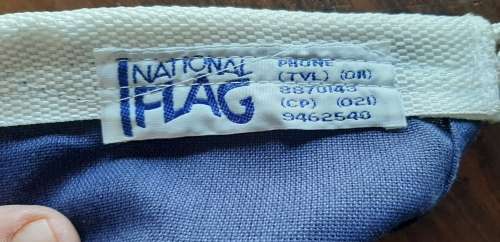 NATIONAL
FLAG
PHONE
(TVL) (011)
8870143
(CP) (021)
9462540